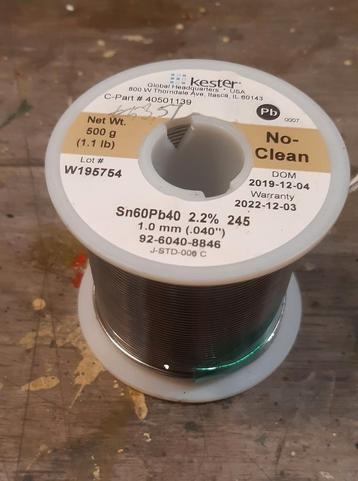 kester
Global Headquarters * USA
800 W Thorndale Ave, Itasca, IL 60143
C-Part # 40501139
Pb
0007
Net Wt.
500 g
(1.1 lb)
No-
Clean
Lot #
W195754
DOM
2019-12-04
Warranty
2022-12-03
Sn60Pb40 2.2% 245
1.0 mm (.040")
92-6040-8846
J-STD-006 C